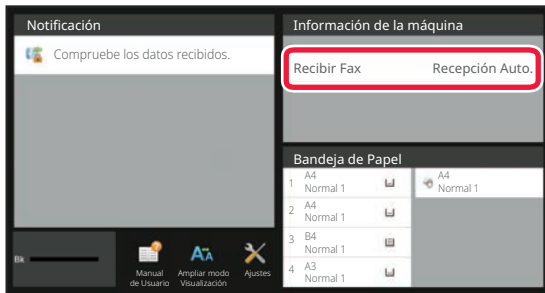 Notificación
Compruebe los datos recibidos.
Información de la máquina
Recibir Fax Recepción Auto.
Bandeja de Papel
1 A4
Normal 1
2 A4
Normal 1
3 B4
Normal 1
4 A3
Normal 1
A4
Normal 1
Bk
Manual
de Usuario
Ampliar modo
Visualización
Ajustes